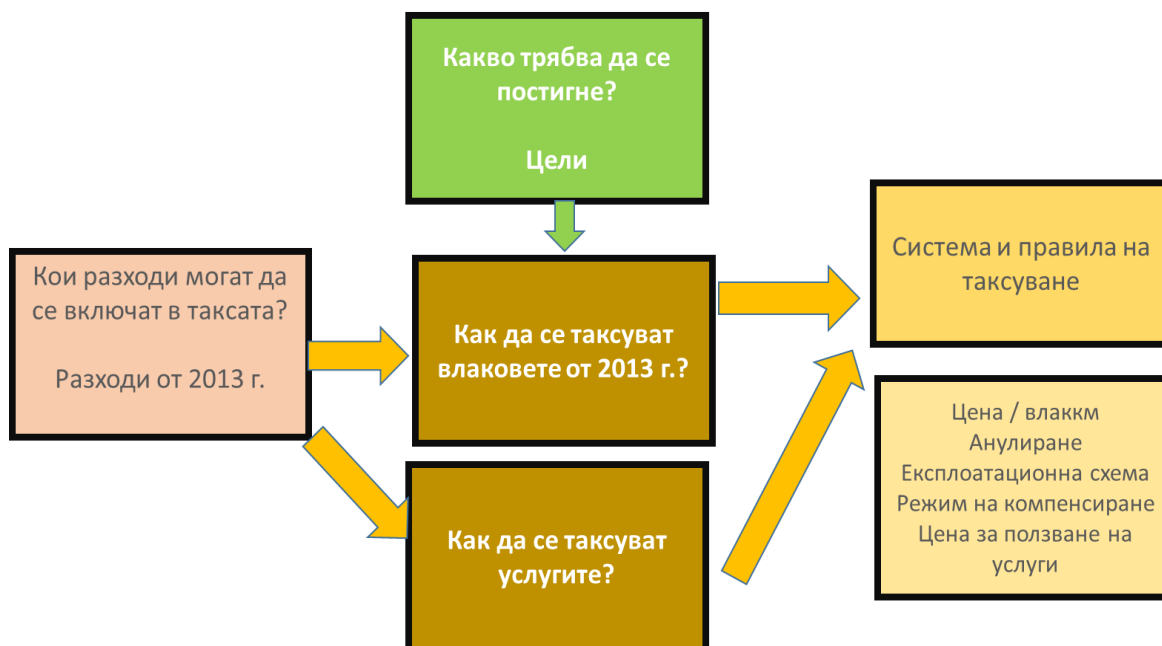 Какво трябва да се
постигне?
Цели
Кои разходи могат да
се включат в таксата?
Разходи от 2013 г.
Как да се таксуват
влаковете от 2013 г.?
Как да се таксуват
услугите?
Система и правила на
таксуване
Цена / влаккм
Анулиране
Експлоатационна схема
Режим на компенсиране
Цена за ползване на
услуги